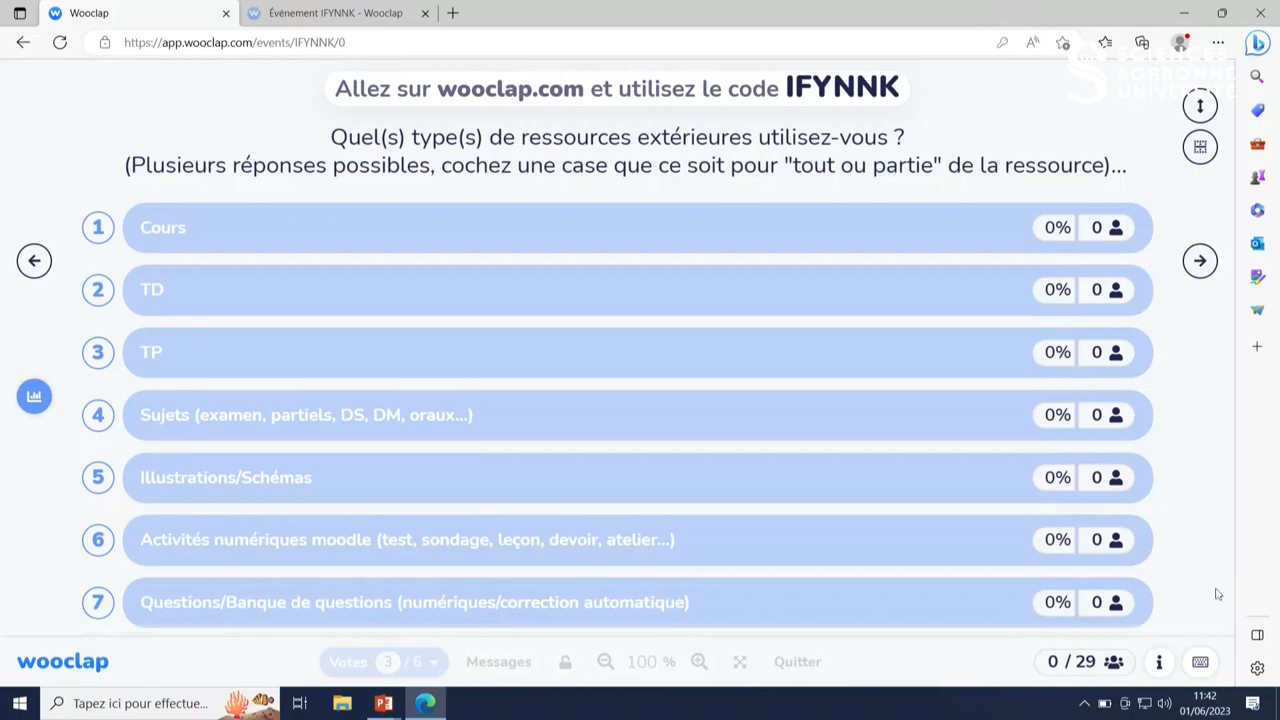 Wooclap
Événement IFYNNK - Wooclap
https://app.wooclap.com/events/IFYNNK/0
SCIENCES
SORBONNE
UNIVERSITÉ
Allez sur wooclap.com et utilisez le code IFYNNK
Quel(s) type(s) de ressources extérieures utilisez-vous ?
(Plusieurs réponses possibles, cochez une case que ce soit pour "tout ou partie" de la ressource)...
1 Cours 0% 0
2 TD 0% 0
3 TP 0% 0
4 Sujets (examen, partiels, DS, DM, oraux...) 0% 0
5 Illustrations/Schémas 0% 0
6 Activités numériques moodle (test, sondage, leçon, devoir, atelier...) 0% 0
7 Questions/Banque de questions (numériques/correction automatique) 0% 0
wooclap Votes 3 / 6 Messages 100 % Quitter 0 / 29
Tapez ici pour effectue...
11:42
01/06/2023